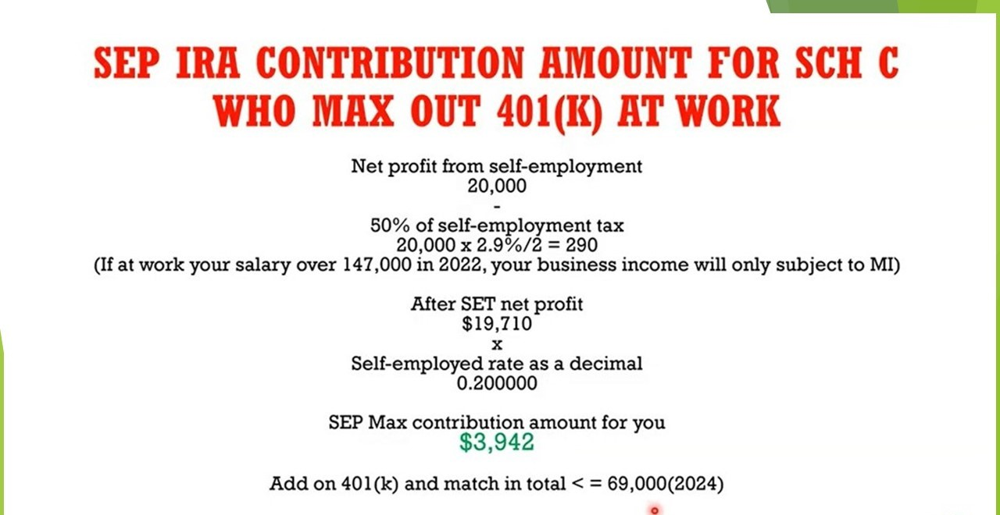 SEP IRA CONTRIBUTION AMOUNT FOR SCH C
WHO MAX OUT 401(K) AT WORK
Net profit from self-employment
20,000
-
50% of self-employment tax
20,000 x 2.9%/2 = 290
(If at work your salary over 147,000 in 2022, your business income will only subject to MI)
After SET net profit
$19,710
x
Self-employed rate as a decimal
0.200000
SEP Max contribution amount for you
$3,942
Add on 401(k) and match in total < = 69,000(2024)